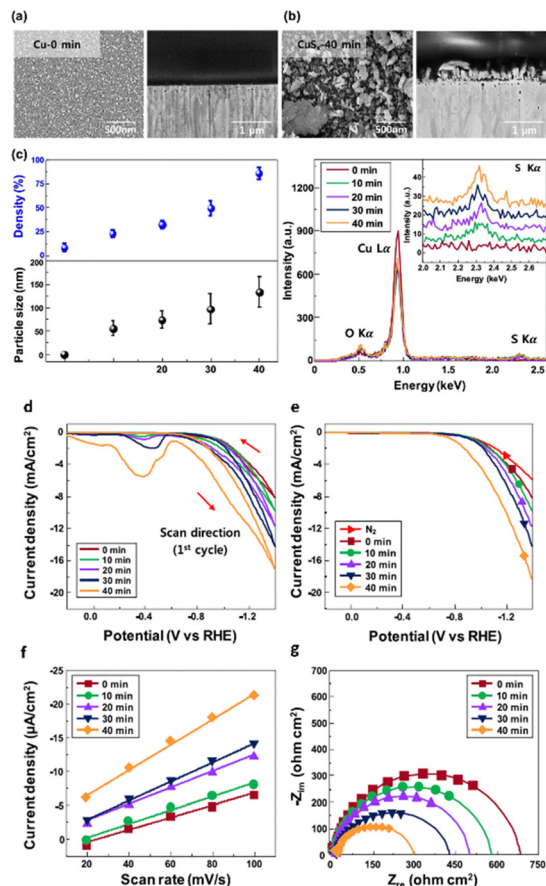 (a)
(b)
Cu-0 min
500nm
1 µm
CuSₓ-40 min
500nm
1 µm
(c)
Density (%)
100
75
50
25
0
Particle size (nm)
200
150
100
50
0
20
30
40
Intensity (a.u.)
1200
900
600
300
0
0 min
10 min
20 min
30 min
40 min
Cu Lα
O Kα
S Kα
0.0
0.5
1.0
1.5
2.0
2.5
Energy (keV)
S Kα
Intensity (a.u.)
40
30
20
10
0
2.0
2.1
2.2
2.3
2.4
2.5
2.6
Energy (keV)
d
Current density (mA/cm²)
0
-4
-8
-12
-16
-20
0 min
10 min
20 min
30 min
40 min
Scan direction
(1st cycle)
0.0
-0.4
-0.8
-1.2
Potential (V vs RHE)
e
Current density (mA/cm²)
0
-4
-8
-12
-16
-20
N₂
0 min
10 min
20 min
30 min
40 min
0.0
-0.4
-0.8
-1.2
Potential (V vs RHE)
f
Current density (µA/cm²)
-25
-20
-15
-10
-5
0
0 min
10 min
20 min
30 min
40 min
20
40
60
80
100
Scan rate (mV/s)
g
-Zim (ohm cm²)
700
600
500
400
300
200
100
0
0 min
10 min
20 min
30 min
40 min
0
150
300
450
600
750
Zre (ohm cm²)